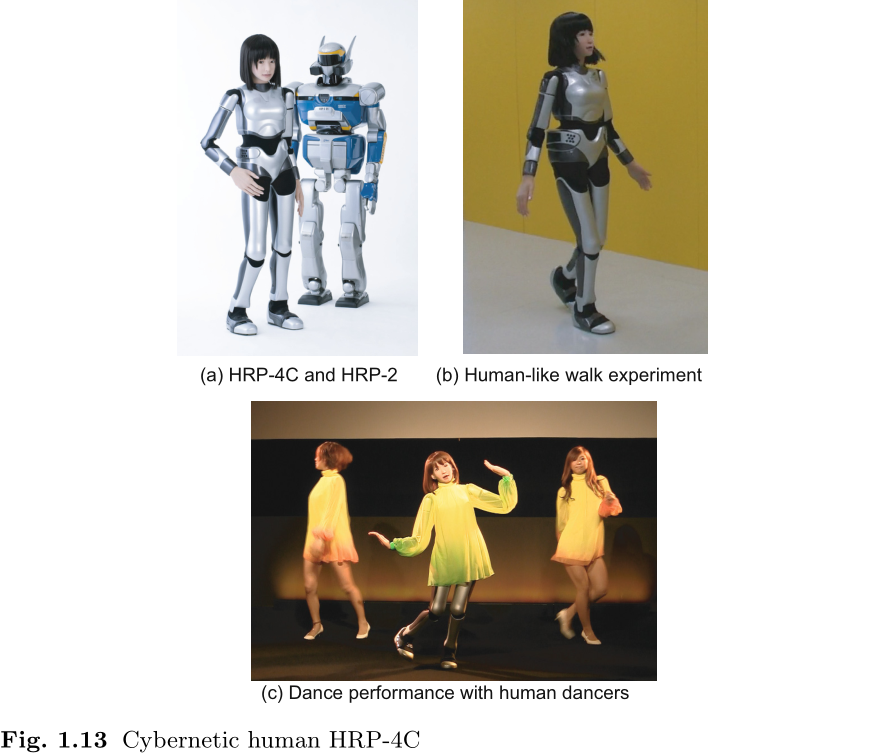 (a) HRP-4C and HRP-2
(b) Human-like walk experiment
(c) Dance performance with human dancers
Fig. 1.13 Cybernetic human HRP-4C